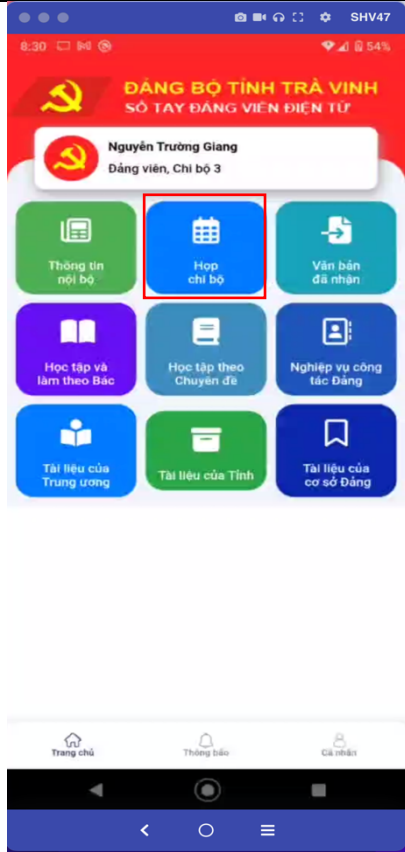 SHV47
8:30
54%
ĐẢNG BỘ TỈNH TRÀ VINH
SỔ TAY ĐẢNG VIÊN ĐIỆN TỬ
Nguyễn Trường Giang
Đảng viên, Chi bộ 3
Thông tin
nội bộ
Họp
chi bộ
Văn bản
đã nhận
Học tập và
làm theo Bác
Học tập theo
Chuyên đề
Nghiệp vụ công
tác Đảng
Tài liệu của
Trung ương
Tài liệu của Tỉnh
Tài liệu của
cơ sở Đảng
Trang chủ
Thông báo
Cá nhân